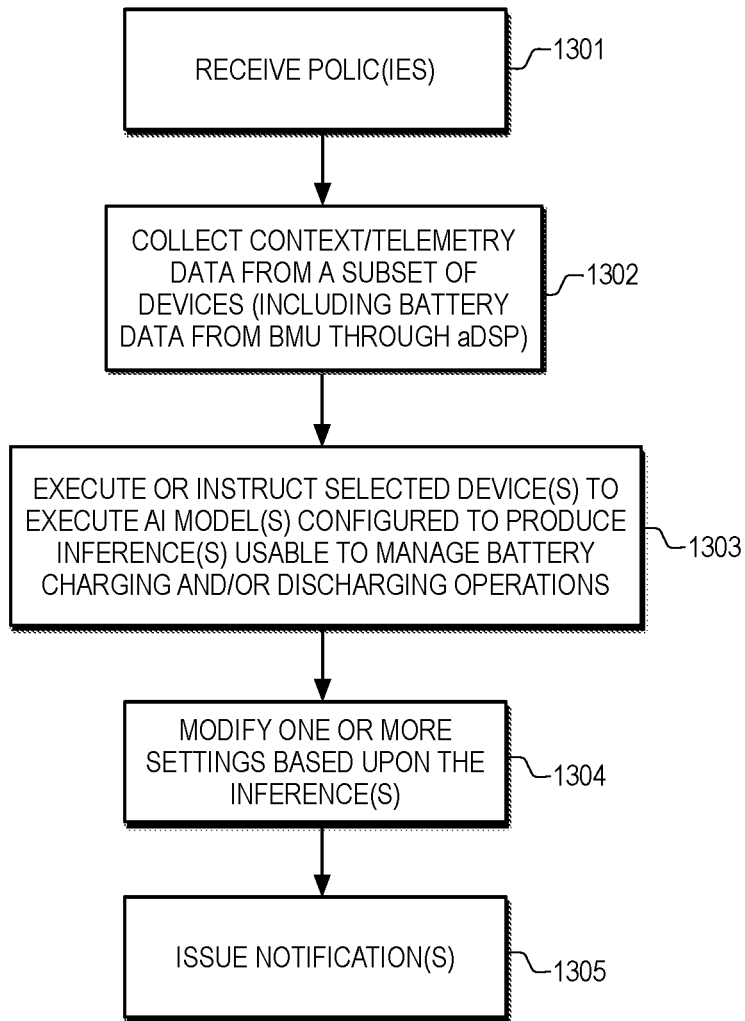 RECEIVE POLIC(IES)
1301
COLLECT CONTEXT/TELEMETRY
DATA FROM A SUBSET OF
DEVICES (INCLUDING BATTERY
DATA FROM BMU THROUGH aDSP)
1302
EXECUTE OR INSTRUCT SELECTED DEVICE(S) TO
EXECUTE AI MODEL(S) CONFIGURED TO PRODUCE
INFERENCE(S) USABLE TO MANAGE BATTERY
CHARGING AND/OR DISCHARGING OPERATIONS
1303
MODIFY ONE OR MORE
SETTINGS BASED UPON THE
INFERENCE(S)
1304
ISSUE NOTIFICATION(S)
1305